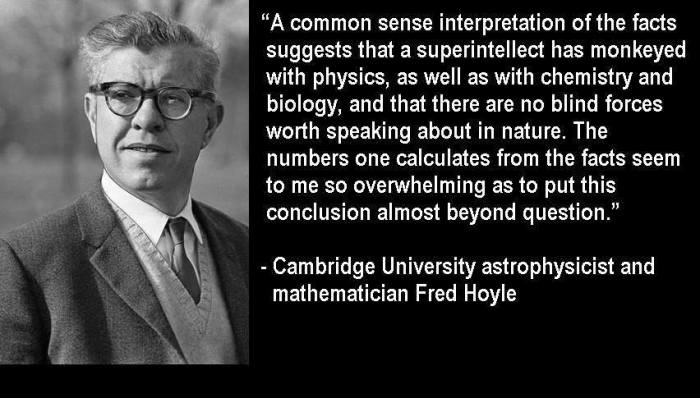 “A common sense interpretation of the facts
suggests that a superintellect has monkeyed
with physics, as well as with chemistry and
biology, and that there are no blind forces
worth speaking about in nature. The
numbers one calculates from the facts seem
to me so overwhelming as to put this
conclusion almost beyond question.”
- Cambridge University astrophysicist and
mathematician Fred Hoyle